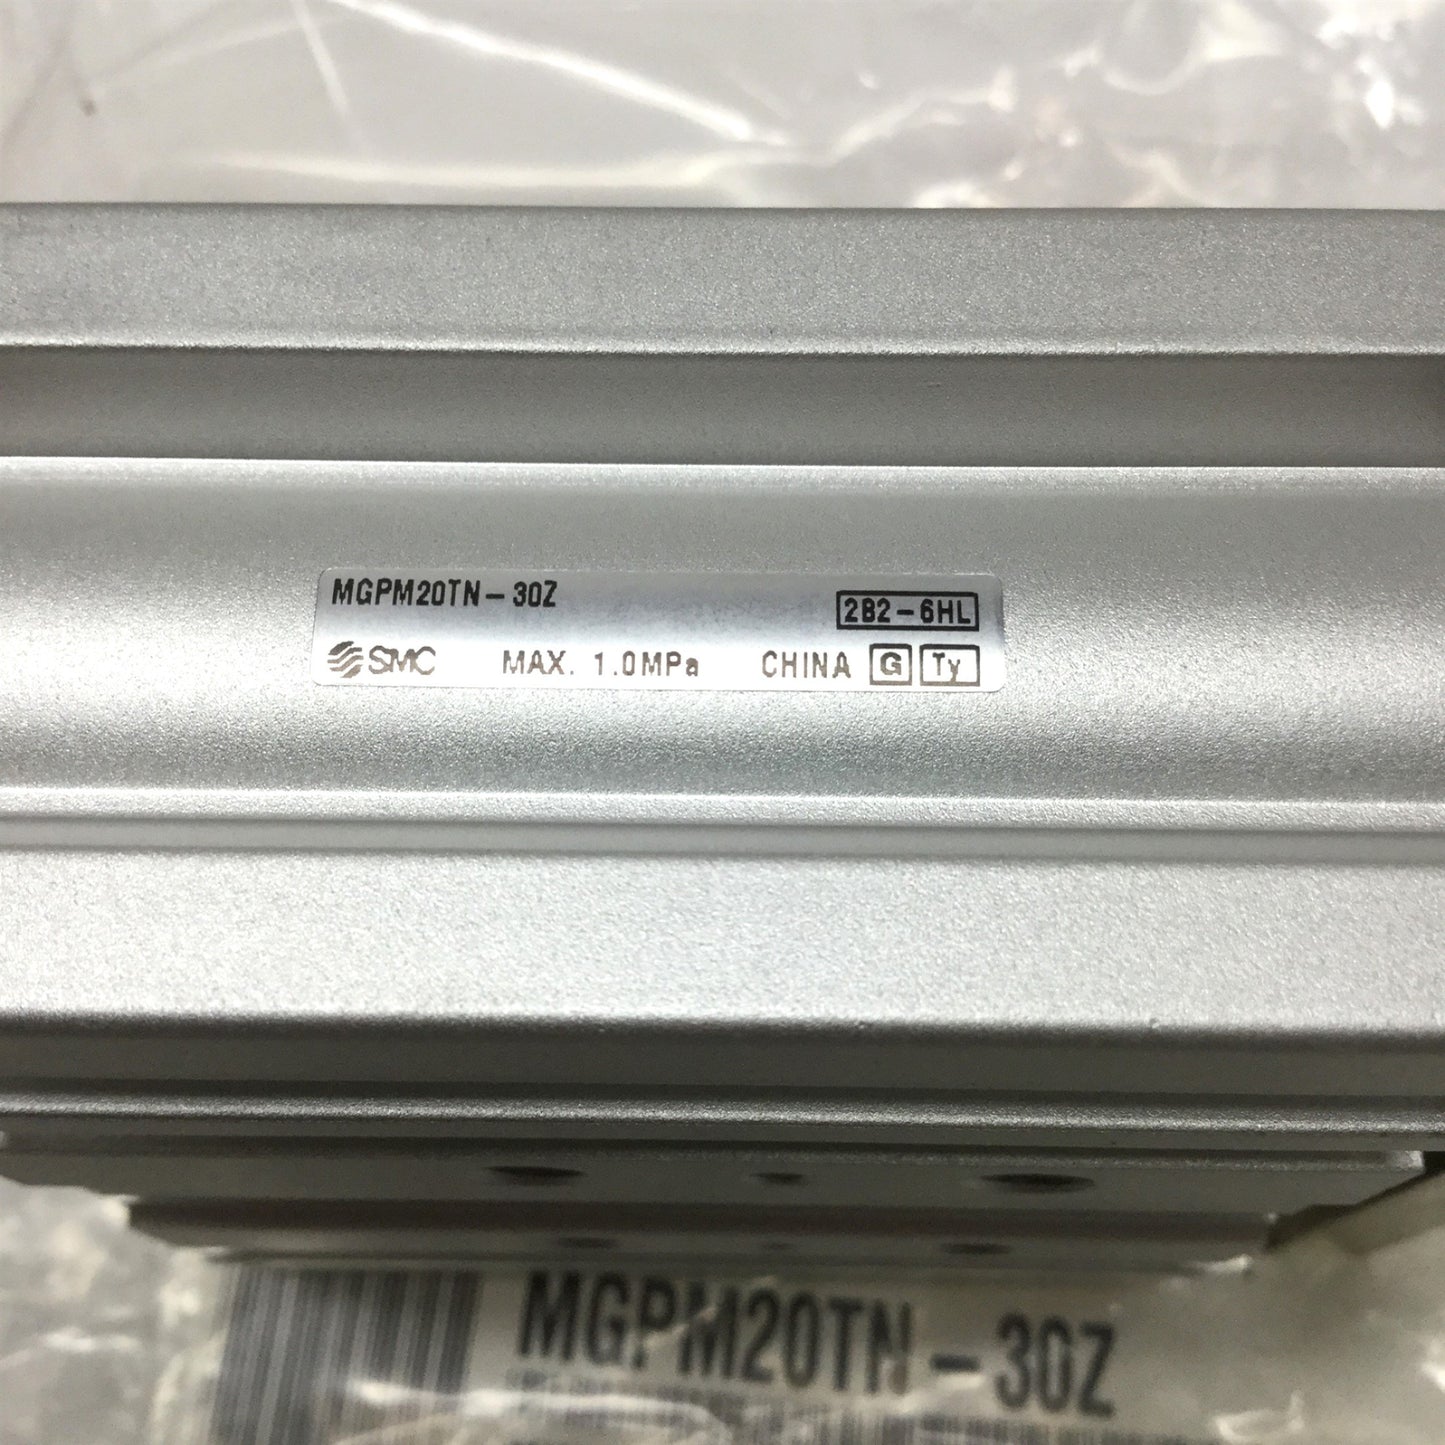 MGPM20TN-30Z 2B2-6HL
SMC MAX. 1.0MPa CHINA G Ty
MGPM20TN-30Z